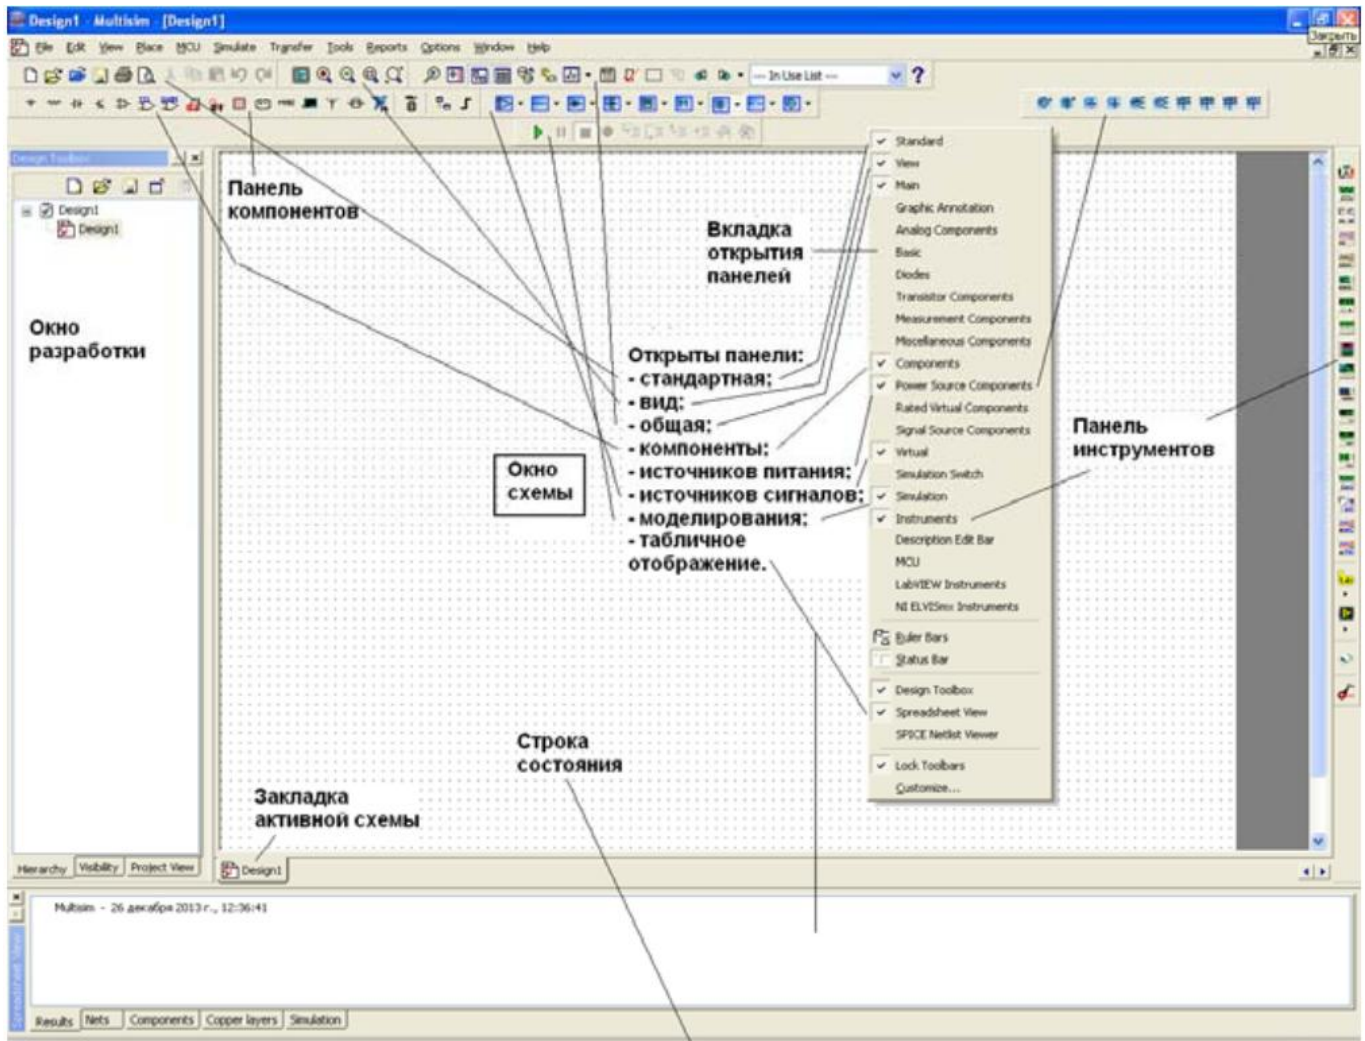 Design1 - Multisim - [Design1]
Закрыть
File Edit View Place MCU Simulate Transfer Tools Reports Options Window Help
--- In Use List ---
Design Toolbox
Design1
Design1
Панель
компонентов
Окно
разработки
Вкладка
открытия
панелей
Открыты панели:
- стандартная;
- вид;
- общая;
- компоненты;
- источников питания;
- источников сигналов;
- моделирования;
- табличное
отображение.
Окно
схемы
Standard
View
Main
Graphic Annotation
Analog Components
Basic
Diodes
Transistor Components
Measurement Components
Miscellaneous Components
Components
Power Source Components
Rated Virtual Components
Signal Source Components
Virtual
Simulation Switch
Simulation
Instruments
Description Edit Bar
MCU
LabVIEW Instruments
NI ELVISmx Instruments
Ruler Bars
Status Bar
Design Toolbox
Spreadsheet View
SPICE Netlist Viewer
Lock Toolbars
Customize...
Панель
инструментов
Строка
состояния
Закладка
активной схемы
Hierarchy Visibility Project View
Design1
Multisim - 26 декабря 2013 г., 12:36:41
Spreadsheet View
Results Nets Components Copper layers Simulation